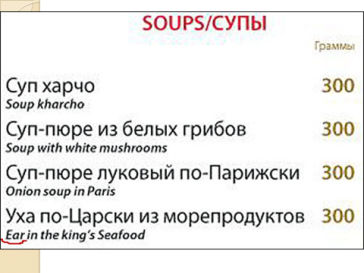 SOUPS/СУПЫ
Граммы
Суп харчо 300
Soup kharcho
Суп-пюре из белых грибов 300
Soup with white mushrooms
Суп-пюре луковый по-Парижски 300
Onion soup in Paris
Уха по-Царски из морепродуктов 300
Ear in the king's Seafood